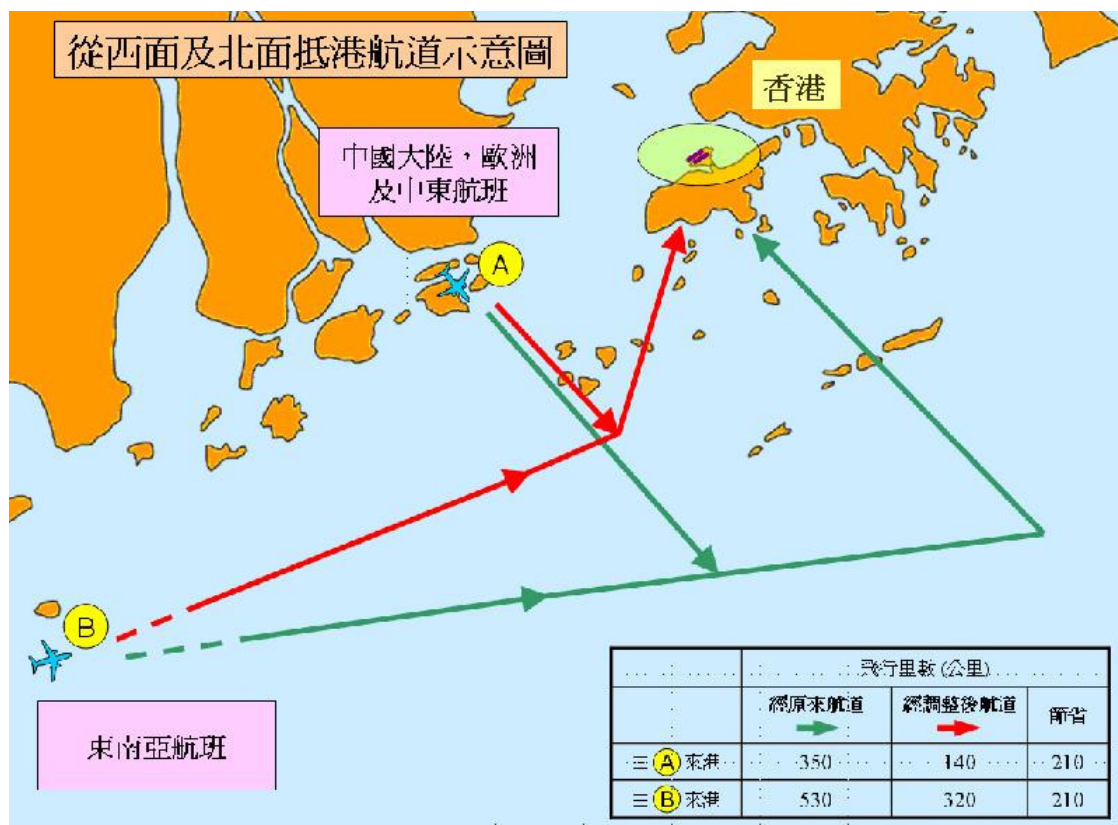 從西面及北面抵港航道示意圖
香港
中國大陸，歐洲
及中東航班
A
B
東南亞航班
飛行里數 (公里)
經原來航道 經調整後航道 節省
A 來港 350 140 210
B 來港 530 320 210